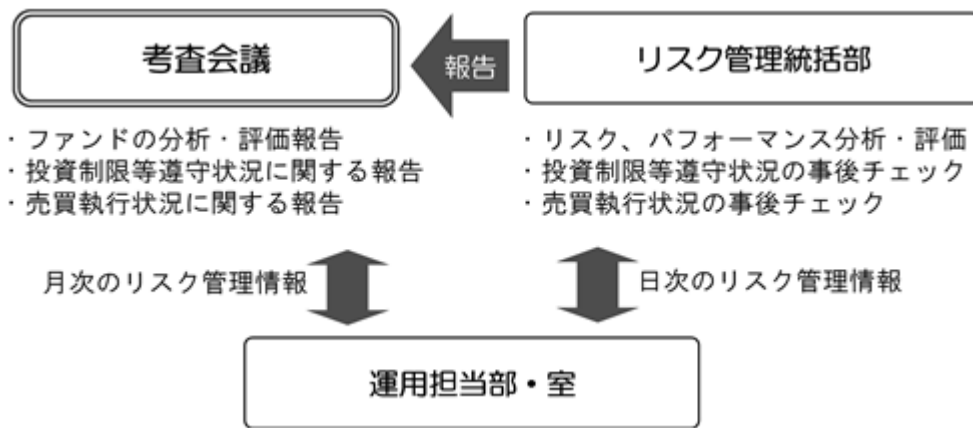 考査会議
報告
リスク管理統括部
・ファンドの分析・評価報告
・投資制限等遵守状況に関する報告
・売買執行状況に関する報告
・リスク、パフォーマンス分析・評価
・投資制限等遵守状況の事後チェック
・売買執行状況の事後チェック
月次のリスク管理情報
日次のリスク管理情報
運用担当部・室